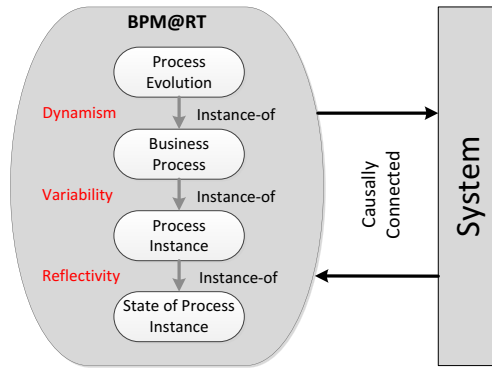 BPM@RT
Process
Evolution
Dynamism
Instance-of
Business
Process
Variability
Instance-of
Process
Instance
Reflectivity
Instance-of
State of Process
Instance
Causally
Connected
System